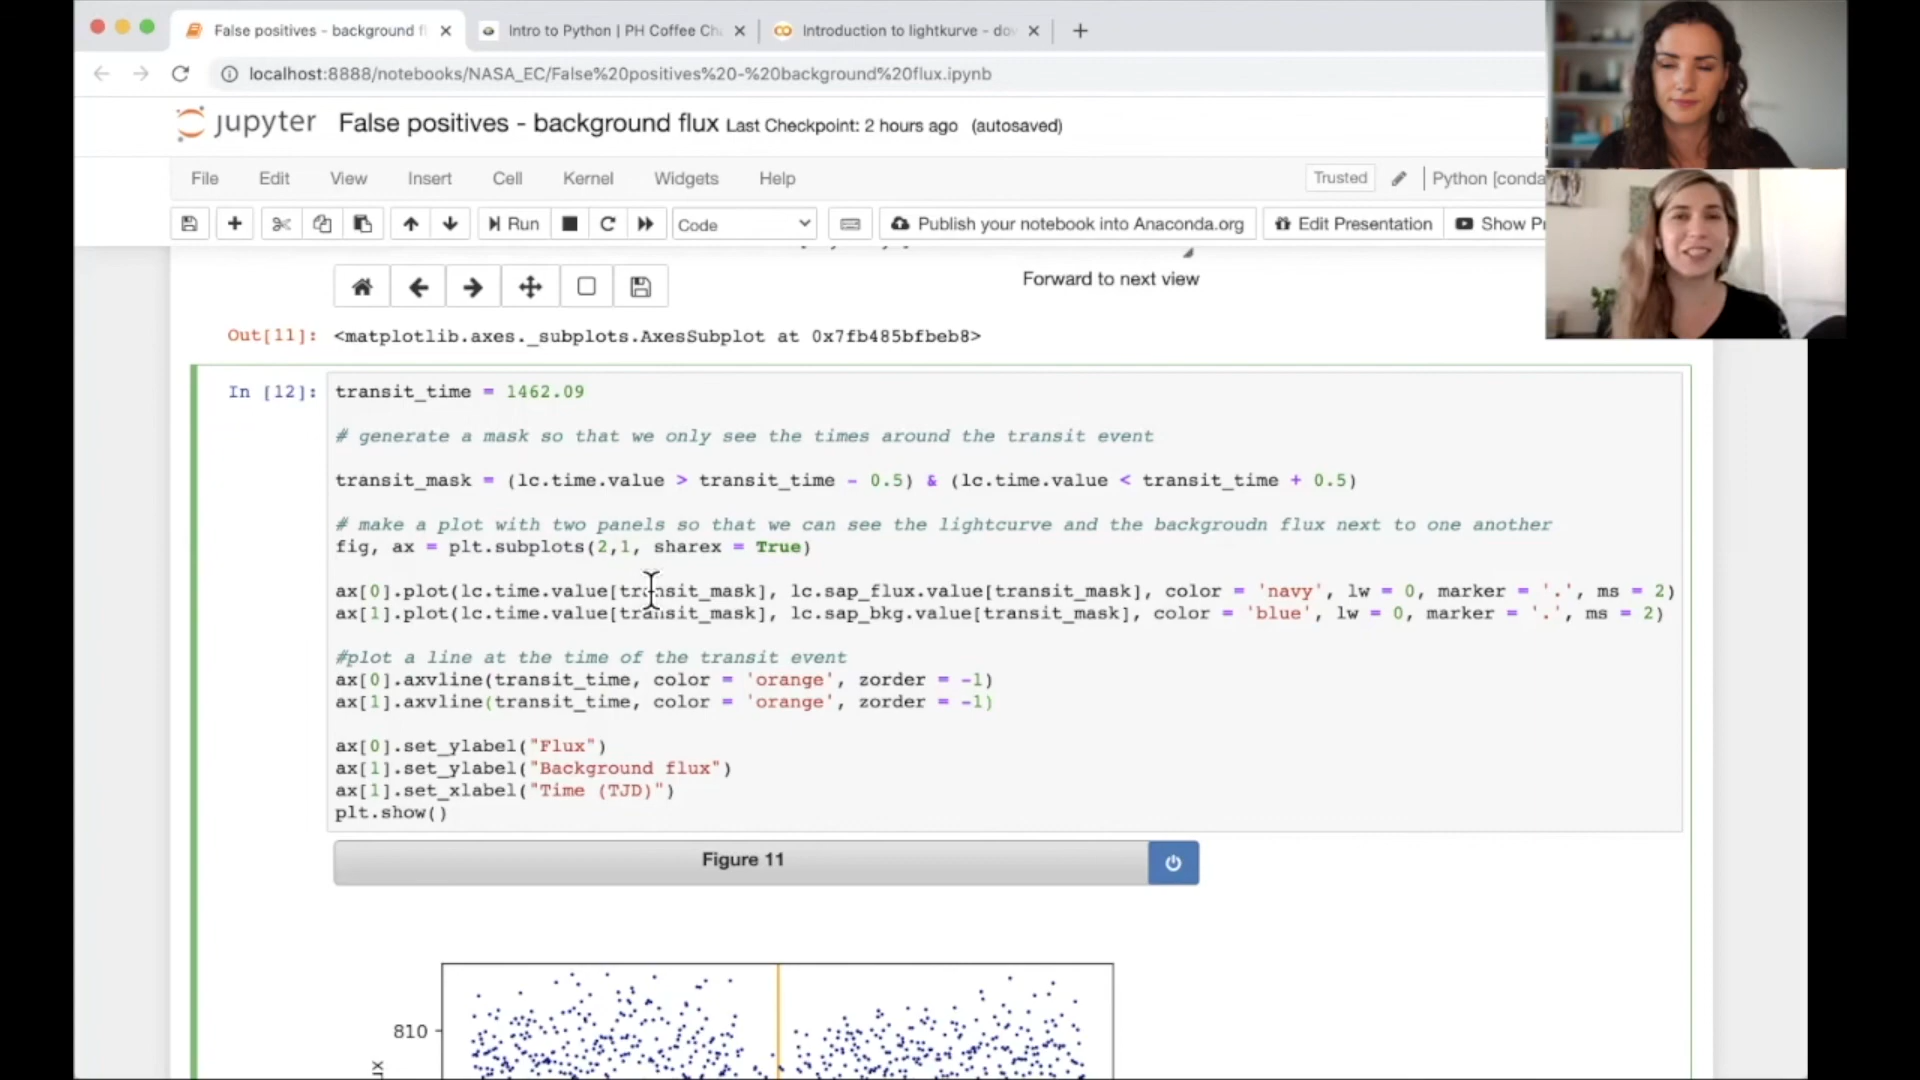 False positives - background fl
Intro to Python | PH Coffee Ch
Introduction to lightkurve - do
localhost:8888/notebooks/NASA_EC/False%20positives%20-%20background%20flux.ipynb
jupyter False positives - background flux Last Checkpoint: 2 hours ago (autosaved)
File Edit View Insert Cell Kernel Widgets Help Trusted Python [conda
Run Code Publish your notebook into Anaconda.org Edit Presentation Show Pr
Forward to next view
Out[11]: <matplotlib.axes._subplots.AxesSubplot at 0x7fb485bfbeb8>
In [12]: transit_time = 1462.09
# generate a mask so that we only see the times around the transit event
transit_mask = (lc.time.value > transit_time - 0.5) & (lc.time.value < transit_time + 0.5)
# make a plot with two panels so that we can see the lightcurve and the backgroudn flux next to one another
fig, ax = plt.subplots(2,1, sharex = True)
ax[0].plot(lc.time.value[transit_mask], lc.sap_flux.value[transit_mask], color = 'navy', lw = 0, marker = '.', ms = 2)
ax[1].plot(lc.time.value[transit_mask], lc.sap_bkg.value[transit_mask], color = 'blue', lw = 0, marker = '.', ms = 2)
#plot a line at the time of the transit event
ax[0].axvline(transit_time, color = 'orange', zorder = -1)
ax[1].axvline(transit_time, color = 'orange', zorder = -1)
ax[0].set_ylabel("Flux")
ax[1].set_ylabel("Background flux")
ax[1].set_xlabel("Time (TJD)")
plt.show()
Figure 11
810